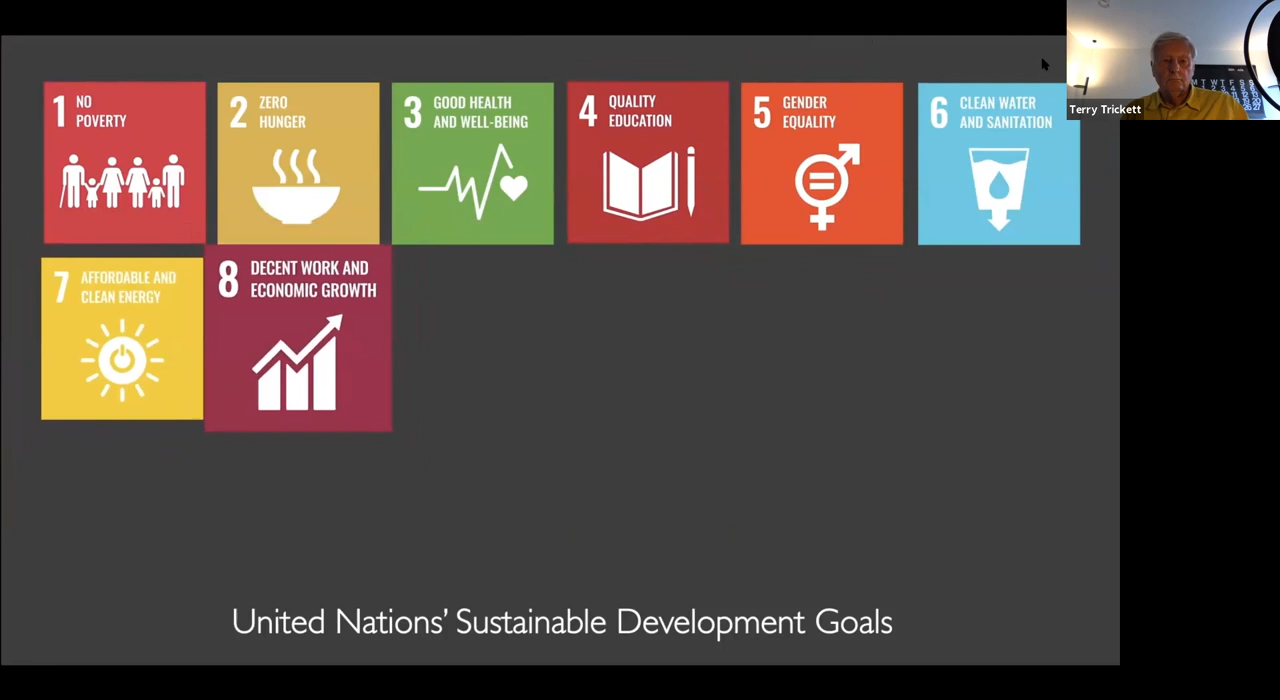 1 NO
POVERTY
2 ZERO
HUNGER
3 GOOD HEALTH
AND WELL-BEING
4 QUALITY
EDUCATION
5 GENDER
EQUALITY
6 CLEAN WATER
AND SANITATION
7 AFFORDABLE AND
CLEAN ENERGY
8 DECENT WORK AND
ECONOMIC GROWTH
United Nations’ Sustainable Development Goals
M T W T F S S
Terry Trickett